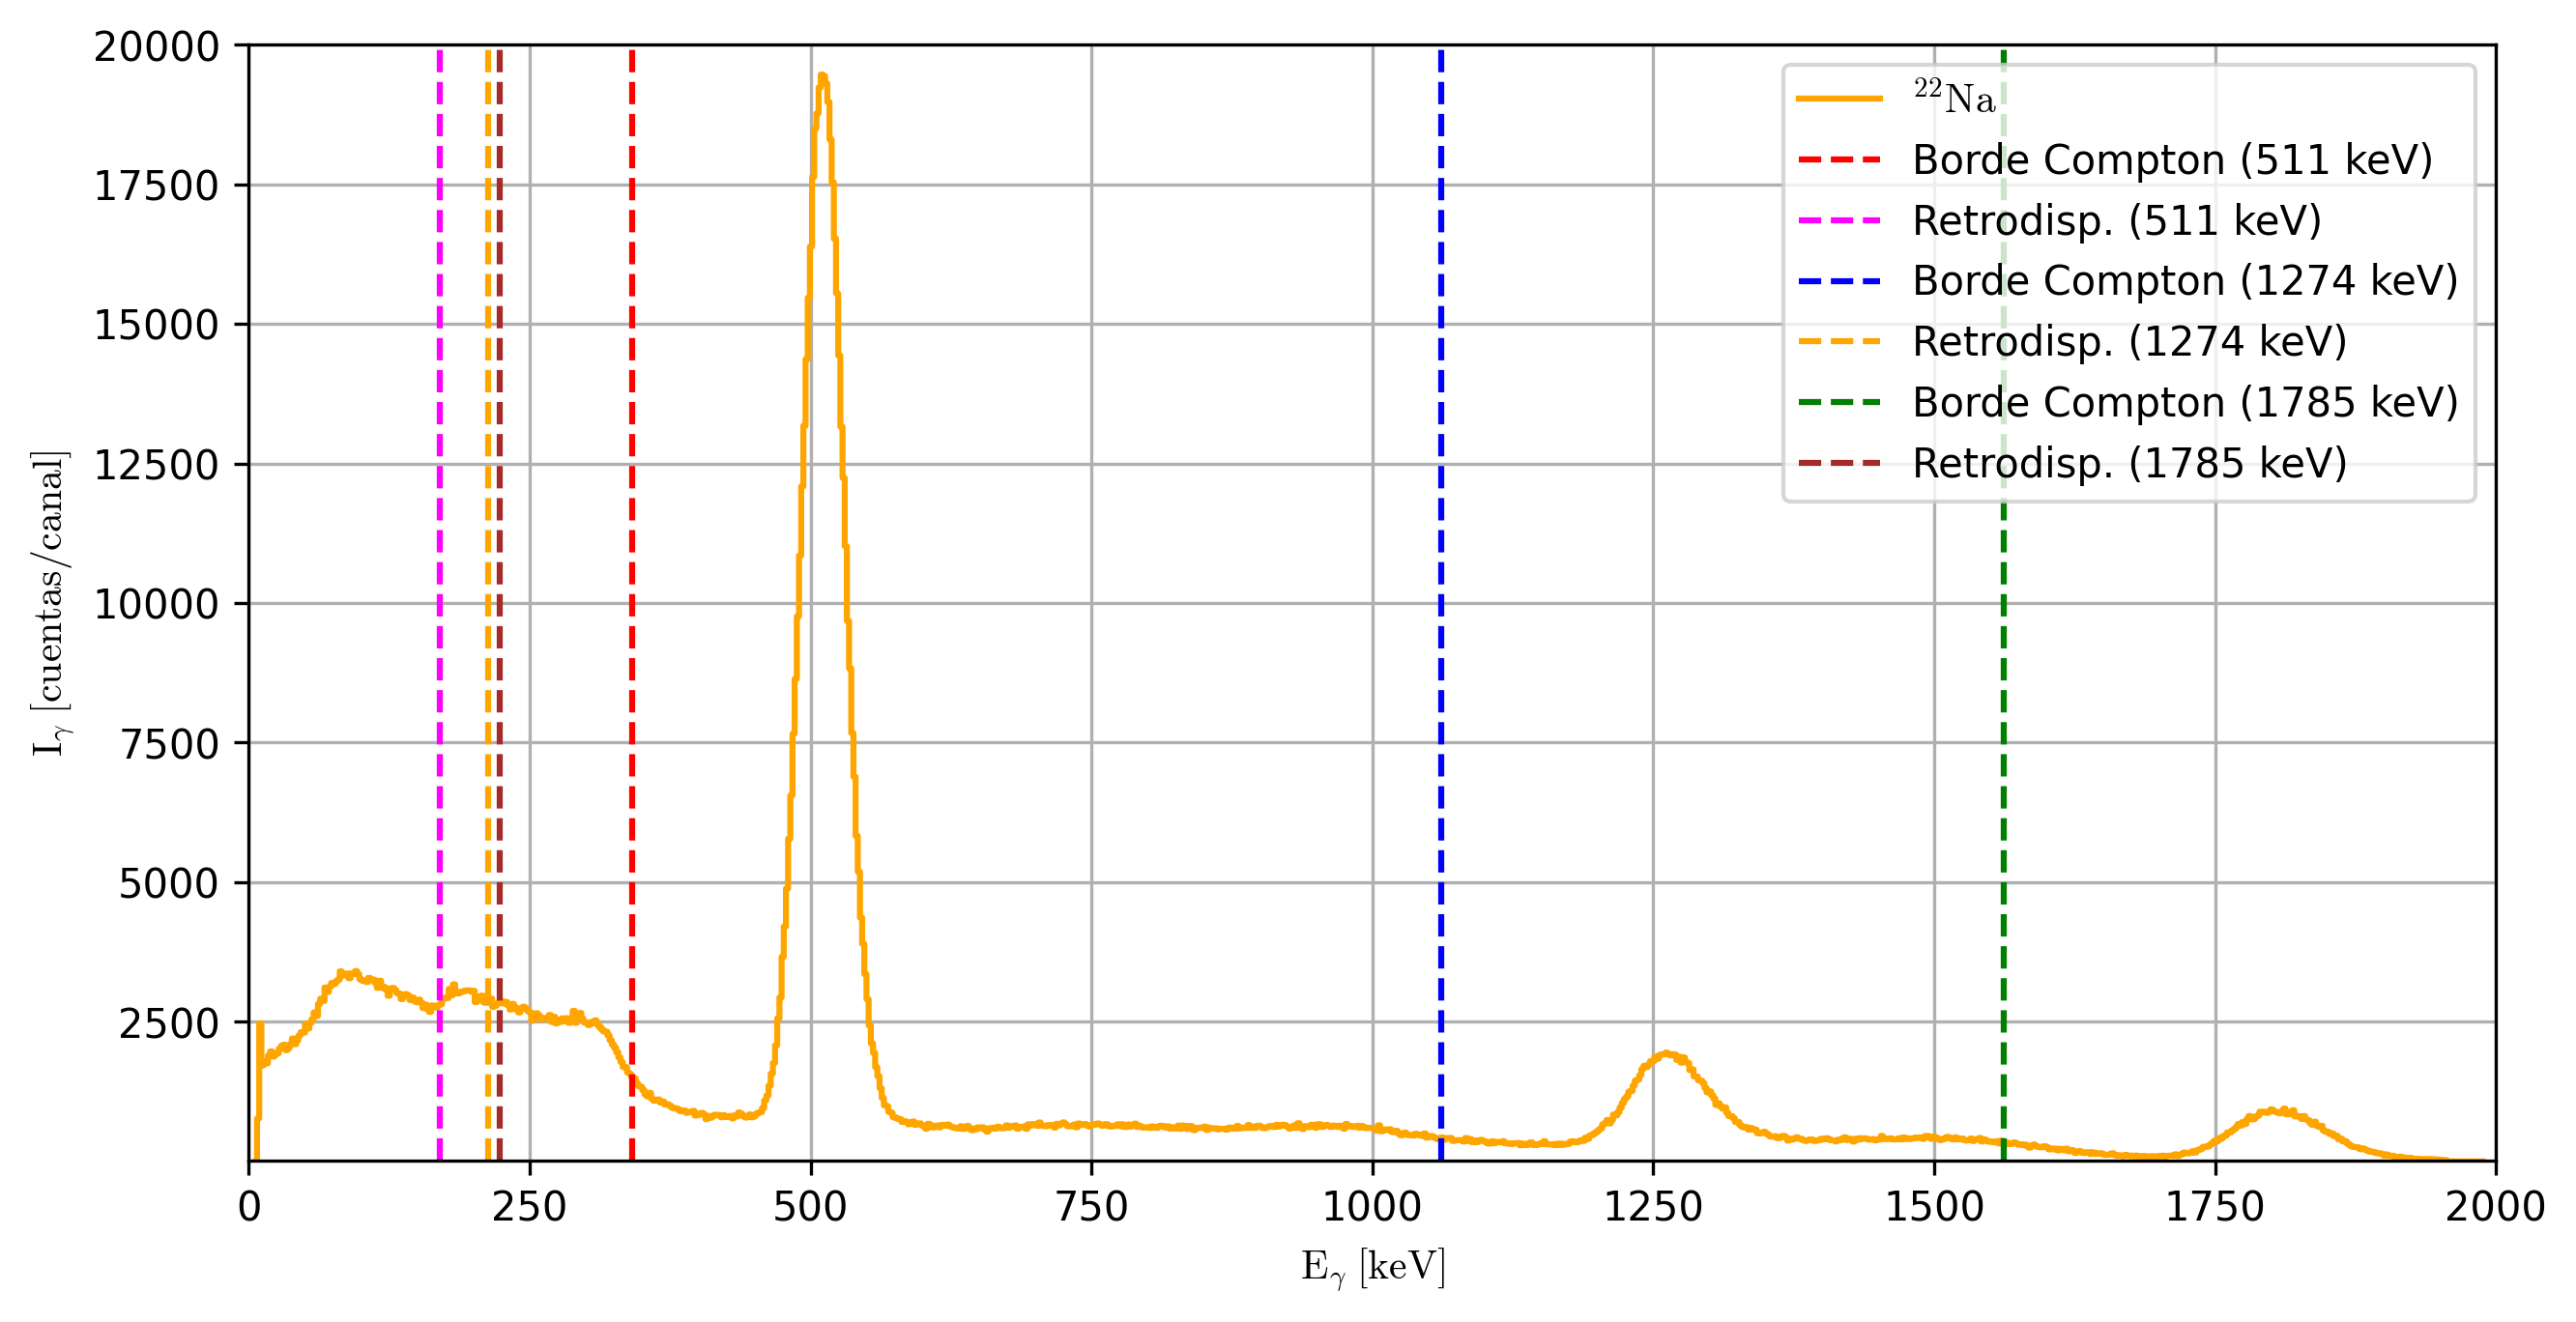 20000
17500
15000
12500
10000
7500
5000
2500
I_γ [cuentas/canal]
0 250 500 750 1000 1250 1500 1750 2000
E_γ [keV]
²²Na
Borde Compton (511 keV)
Retrodisp. (511 keV)
Borde Compton (1274 keV)
Retrodisp. (1274 keV)
Borde Compton (1785 keV)
Retrodisp. (1785 keV)